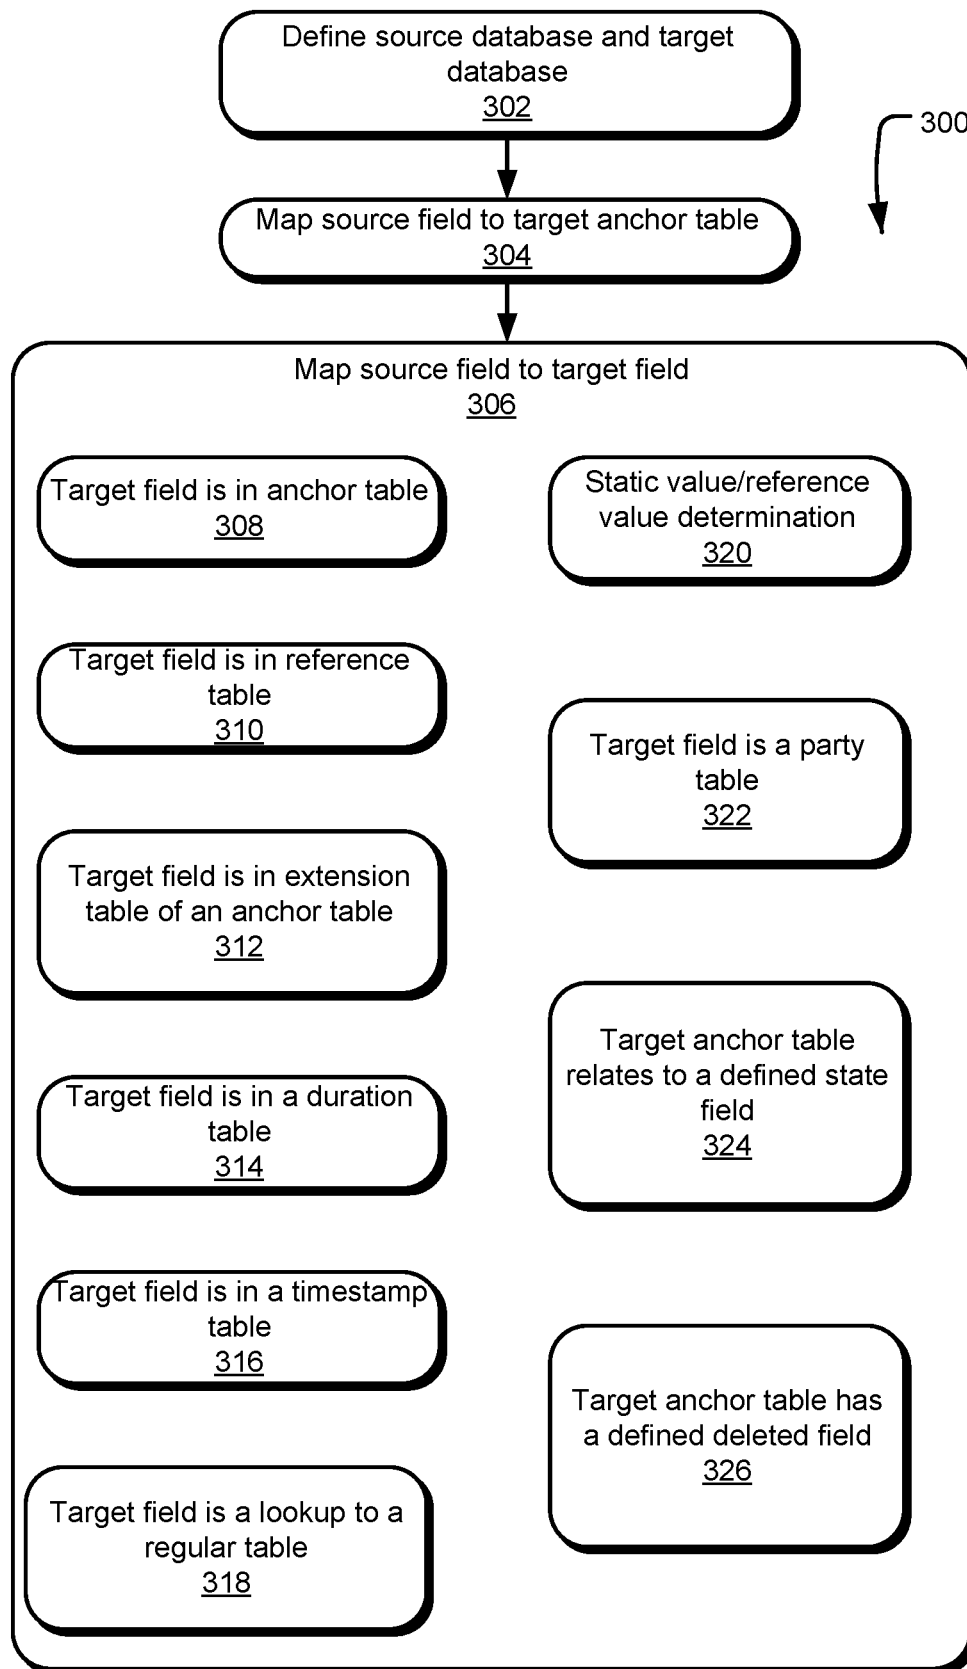 Define source database and target
database
302
300
Map source field to target anchor table
304
Map source field to target field
306
Target field is in anchor table
308
Target field is in reference
table
310
Target field is in extension
table of an anchor table
312
Target field is in a duration
table
314
Target field is in a timestamp
table
316
Target field is a lookup to a
regular table
318
Static value/reference
value determination
320
Target field is a party
table
322
Target anchor table
relates to a defined state
field
324
Target anchor table has
a defined deleted field
326